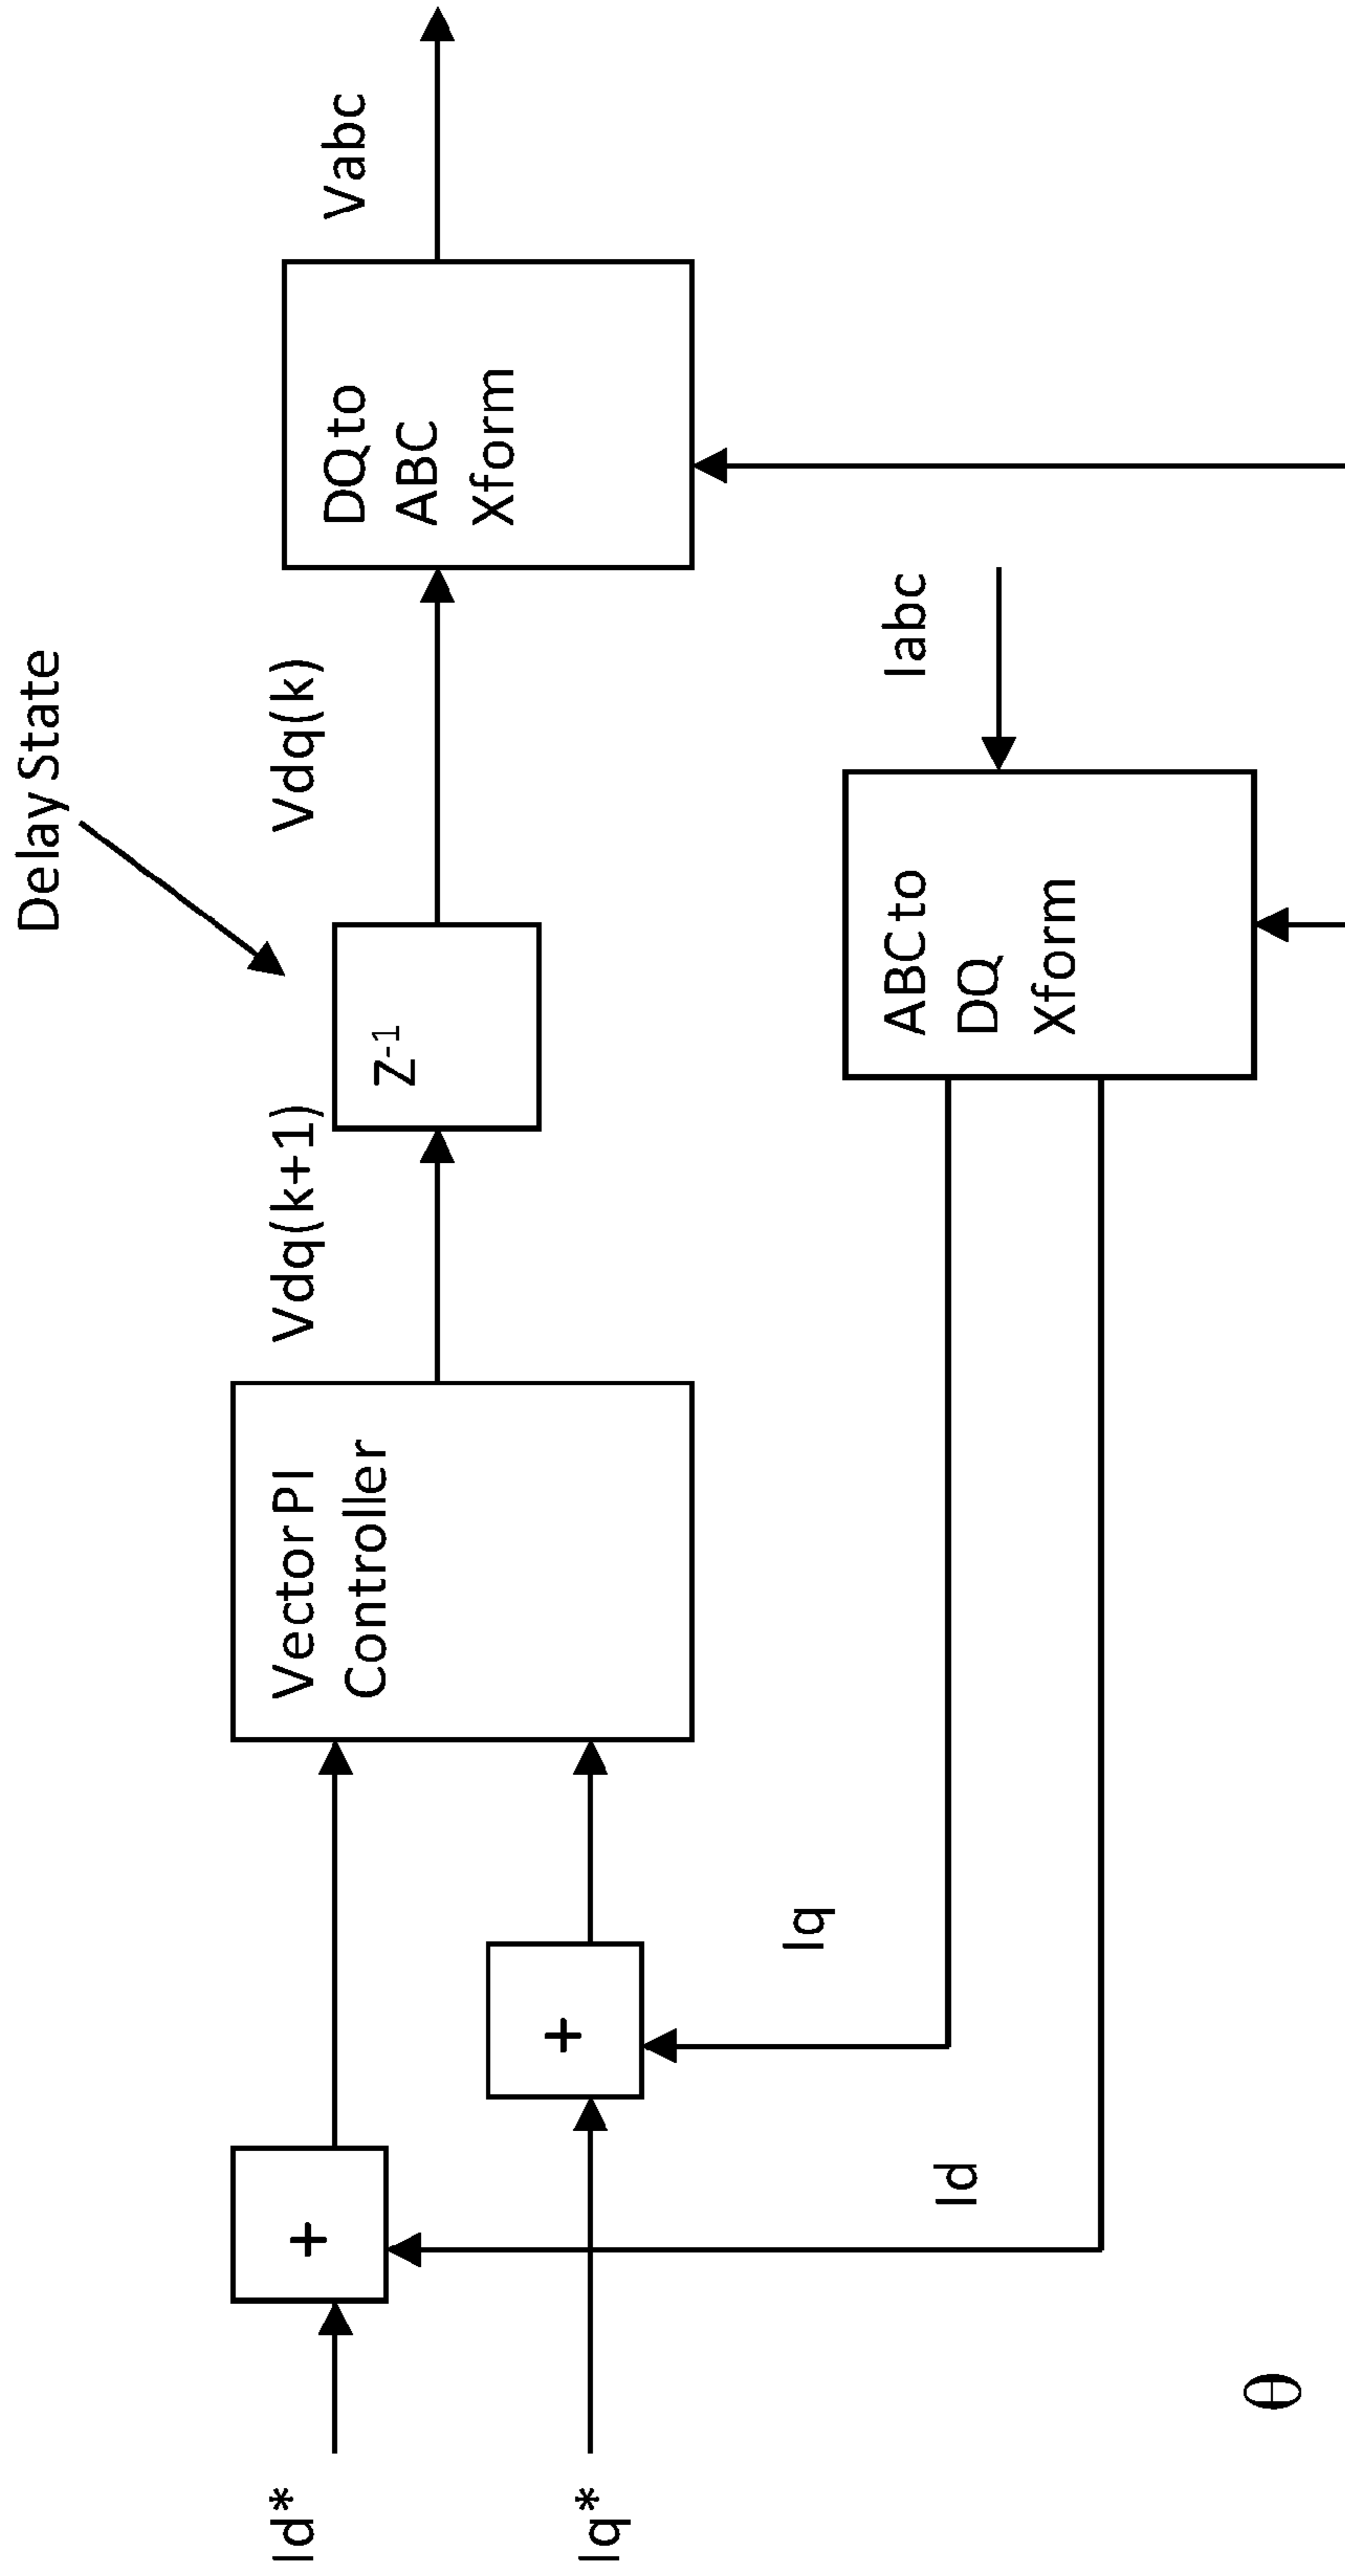 Delay State
Id*
+
Vector PI
Controller
Vdq(k+1)
Z-1
Vdq(k)
DQ to
ABC
Xform
Vabc
Iq*
+
Iq
Id
ABC to
DQ
Xform
Iabc
θ